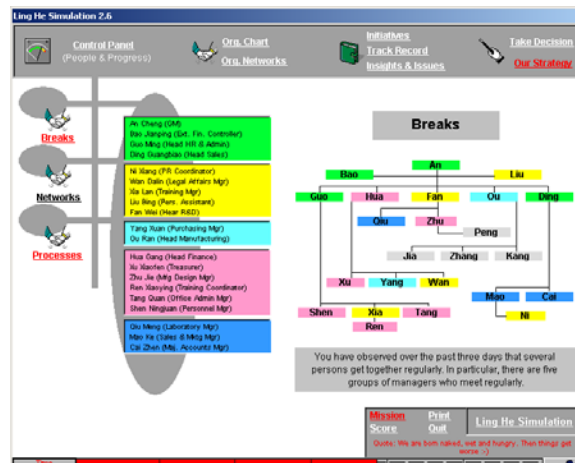 Ling He Simulation 2.6
Control Panel
(People & Progress)
Org. Chart
Org. Networks
Initiatives
Track Record
Insights & Issues
Take Decision
Our Strategy
Breaks
Networks
Processes
An Cheng (GM)
Bao Jianping (Ext. Fin. Controller)
Guo Ming (Head HR & Admin)
Ding Guangbiao (Head Sales)
Ni Xiang (PR Coordinator)
Wan Dalin (Legal Affairs Mgr)
Xia Lan (Training Mgr)
Liu Bing (Pers. Assistant)
Fan Wei (Hear R&D)
Yang Xuan (Purchasing Mgr)
Ou Ran (Head Manufacturing)
Hua Gang (Head Finance)
Xu Xiaofen (Treasurer)
Zhu Jie (Mfg Design Mgr)
Ren Xiaoying (Training Coordinator)
Tang Quan (Office Admin Mgr)
Shen Ningjuan (Personnel Mgr)
Qiu Meng (Laboratory Mgr)
Mao Ke (Sales & Mktg Mgr)
Cai Zhen (Maj. Accounts Mgr)
Breaks
An
Bao
Liu
Guo
Hua
Fan
Ou
Ding
Qiu
Zhu
Peng
Jia
Zhang
Kang
Xu
Yang
Wan
Mao
Cai
Shen
Xia
Tang
Ni
Ren
You have observed over the past three days that several
persons get together regularly. In particular, there are five
groups of managers who meet regularly.
Mission
Print
Score
Quit
Ling He Simulation
Quote: We are born naked, wet and hungry. Then things get
worse :-)